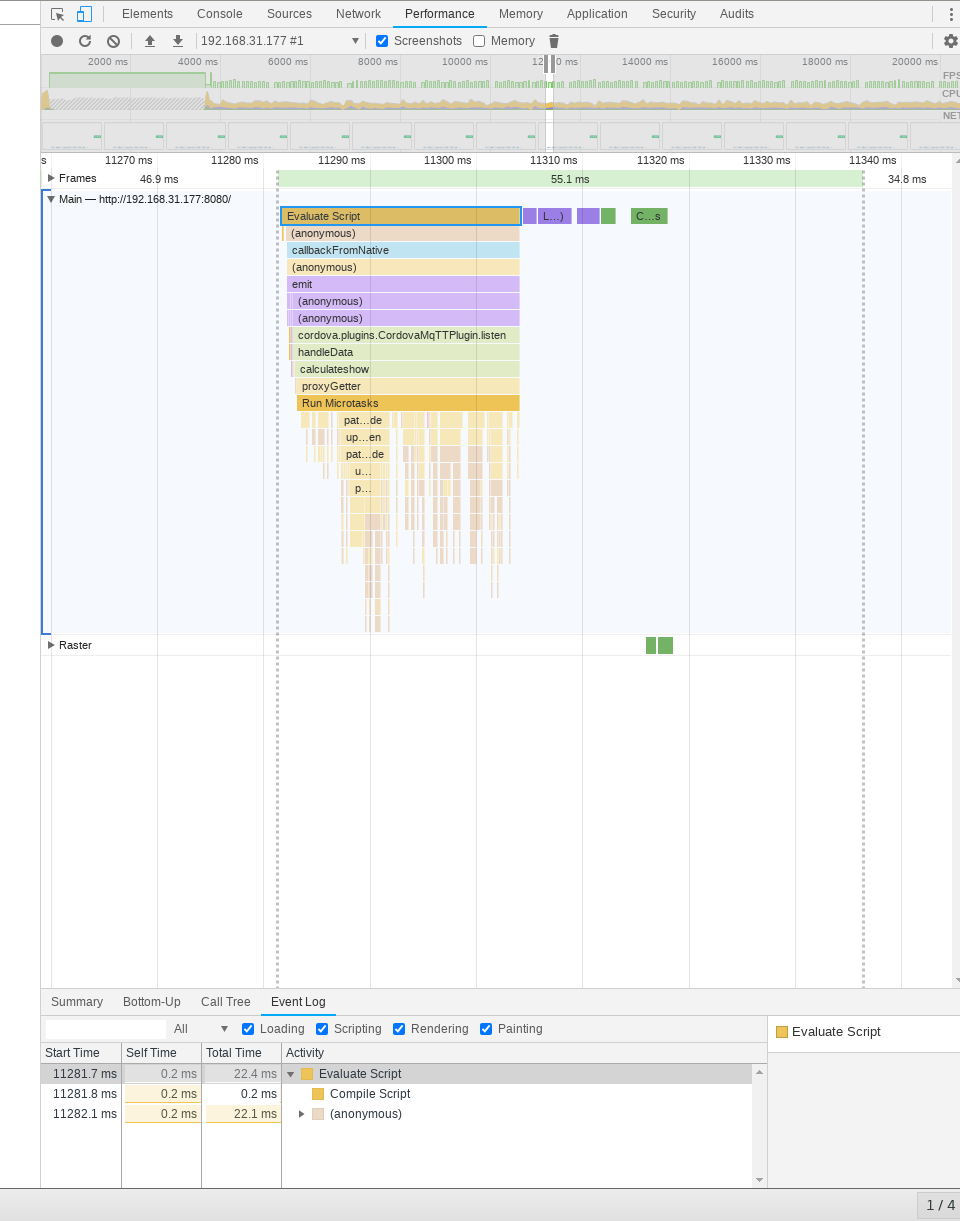 Elements Console Sources Network Performance Memory Application Security Audits
192.168.31.177 #1 Screenshots Memory
2000 ms 4000 ms 6000 ms 8000 ms 10000 ms 12 0 ms 14000 ms 16000 ms 18000 ms 20000 ms
FPS
CPU
NET
s 11270 ms 11280 ms 11290 ms 11300 ms 11310 ms 11320 ms 11330 ms 11340 ms
Frames 46.9 ms 55.1 ms 34.8 ms
Main — http://192.168.31.177:8080/
Evaluate Script L...) C...s
(anonymous)
callbackFromNative
(anonymous)
emit
(anonymous)
(anonymous)
cordova.plugins.CordovaMqTTPlugin.listen
handleData
calculateshow
proxyGetter
Run Microtasks
pat...de
up...en
pat...de
u...
p...
Raster
Summary Bottom-Up Call Tree Event Log
All Loading Scripting Rendering Painting
Evaluate Script
Start Time Self Time Total Time Activity
11281.7 ms 0.2 ms 22.4 ms Evaluate Script
11281.8 ms 0.2 ms 0.2 ms Compile Script
11282.1 ms 0.2 ms 22.1 ms (anonymous)
1 / 4